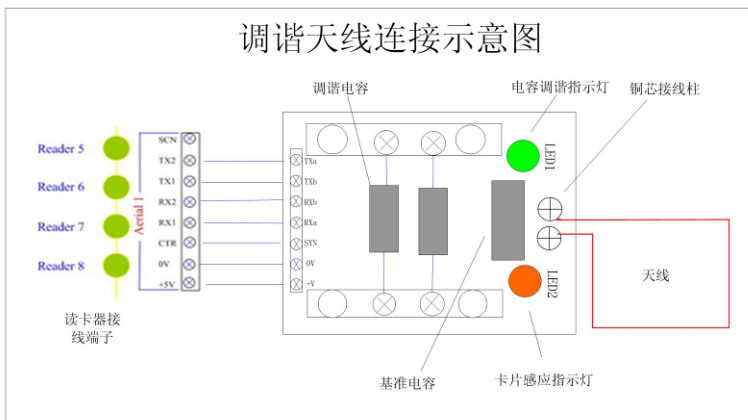 调谐天线连接示意图
调谐电容
电容调谐指示灯
铜芯接线柱
Reader 5
Reader 6
Reader 7
Reader 8
Aerial 1
SCN
TX2
TX1
RX2
RX1
CTR
0V
+5V
TXa
TXb
RXb
RXa
SYN
0V
+V
LED1
LED2
天线
读卡器接
线端子
基准电容
卡片感应指示灯